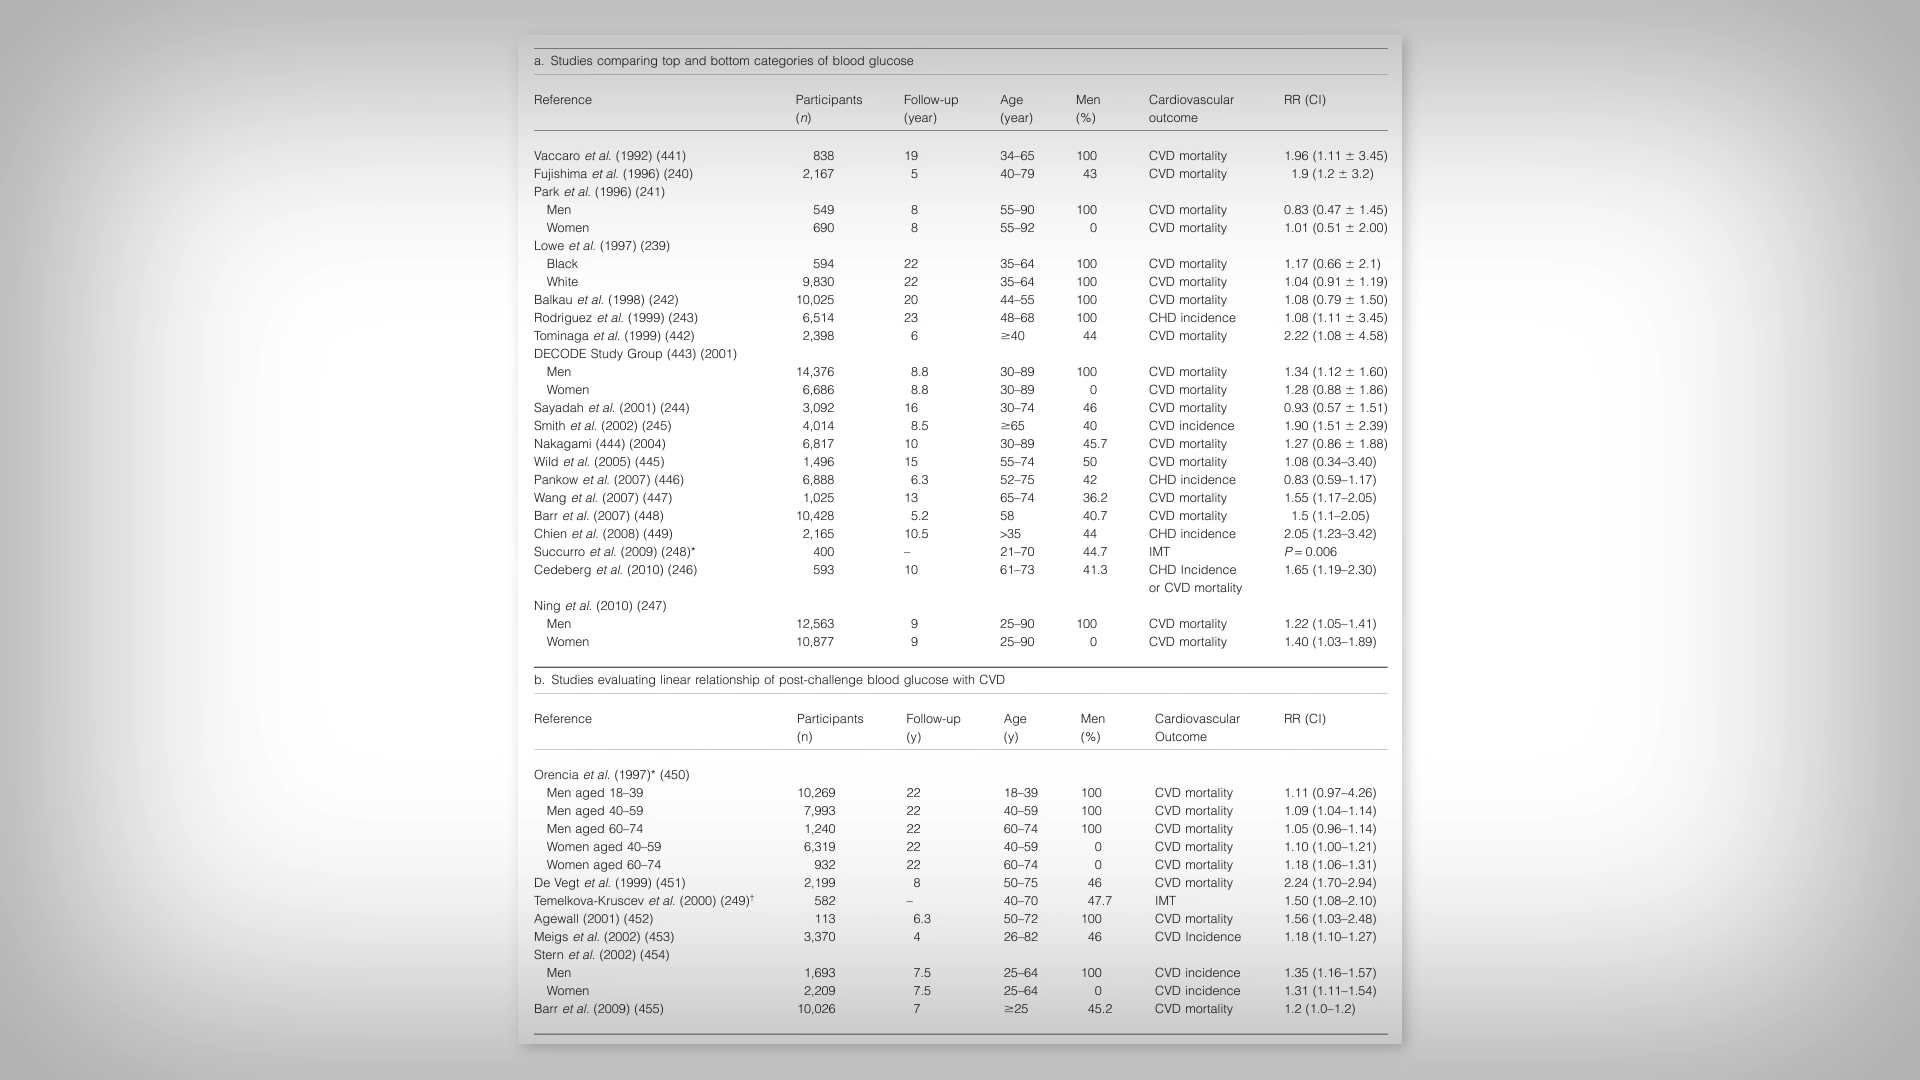 a. Studies comparing top and bottom categories of blood glucose
Reference Participants Follow-up Age Men Cardiovascular RR (CI)
(n) (year) (year) (%) outcome
Vaccaro et al. (1992) (441) 838 19 34–65 100 CVD mortality 1.96 (1.11 ± 3.45)
Fujishima et al. (1996) (240) 2,167 5 40–79 43 CVD mortality 1.9 (1.2 ± 3.2)
Park et al. (1996) (241)
Men 549 8 55–90 100 CVD mortality 0.83 (0.47 ± 1.45)
Women 690 8 55–92 0 CVD mortality 1.01 (0.51 ± 2.00)
Lowe et al. (1997) (239)
Black 594 22 35–64 100 CVD mortality 1.17 (0.66 ± 2.1)
White 9,830 22 35–64 100 CVD mortality 1.04 (0.91 ± 1.19)
Balkau et al. (1998) (242) 10,025 20 44–55 100 CVD mortality 1.08 (0.79 ± 1.50)
Rodriguez et al. (1999) (243) 6,514 23 48–68 100 CHD incidence 1.08 (1.11 ± 3.45)
Tominaga et al. (1999) (442) 2,398 6 ≥40 44 CVD mortality 2.22 (1.08 ± 4.58)
DECODE Study Group (443) (2001)
Men 14,376 8.8 30–89 100 CVD mortality 1.34 (1.12 ± 1.60)
Women 6,686 8.8 30–89 0 CVD mortality 1.28 (0.88 ± 1.86)
Sayadah et al. (2001) (244) 3,092 16 30–74 46 CVD mortality 0.93 (0.57 ± 1.51)
Smith et al. (2002) (245) 4,014 8.5 ≥65 40 CVD incidence 1.90 (1.51 ± 2.39)
Nakagami (444) (2004) 6,817 10 30–89 45.7 CVD mortality 1.27 (0.86 ± 1.88)
Wild et al. (2005) (445) 1,496 15 55–74 50 CVD mortality 1.08 (0.34–3.40)
Pankow et al. (2007) (446) 6,888 6.3 52–75 42 CHD incidence 0.83 (0.59–1.17)
Wang et al. (2007) (447) 1,025 13 65–74 36.2 CVD mortality 1.55 (1.17–2.05)
Barr et al. (2007) (448) 10,428 5.2 58 40.7 CVD mortality 1.5 (1.1–2.05)
Chien et al. (2008) (449) 2,165 10.5 >35 44 CHD incidence 2.05 (1.23–3.42)
Succurro et al. (2009) (248)* 400 – 21–70 44.7 IMT P = 0.006
Cedeberg et al. (2010) (246) 593 10 61–73 41.3 CHD Incidence 1.65 (1.19–2.30)
or CVD mortality
Ning et al. (2010) (247)
Men 12,563 9 25–90 100 CVD mortality 1.22 (1.05–1.41)
Women 10,877 9 25–90 0 CVD mortality 1.40 (1.03–1.89)
b. Studies evaluating linear relationship of post-challenge blood glucose with CVD
Reference Participants Follow-up Age Men Cardiovascular RR (CI)
(n) (y) (y) (%) Outcome
Orencia et al. (1997)* (450)
Men aged 18–39 10,269 22 18–39 100 CVD mortality 1.11 (0.97–4.26)
Men aged 40–59 7,993 22 40–59 100 CVD mortality 1.09 (1.04–1.14)
Men aged 60–74 1,240 22 60–74 100 CVD mortality 1.05 (0.96–1.14)
Women aged 40–59 6,319 22 40–59 0 CVD mortality 1.10 (1.00–1.21)
Women aged 60–74 932 22 60–74 0 CVD mortality 1.18 (1.06–1.31)
De Vegt et al. (1999) (451) 2,199 8 50–75 46 CVD mortality 2.24 (1.70–2.94)
Temelkova-Kruscev et al. (2000) (249)† 582 – 40–70 47.7 IMT 1.50 (1.08–2.10)
Agewall (2001) (452) 113 6.3 50–72 100 CVD mortality 1.56 (1.03–2.48)
Meigs et al. (2002) (453) 3,370 4 26–82 46 CVD Incidence 1.18 (1.10–1.27)
Stern et al. (2002) (454)
Men 1,693 7.5 25–64 100 CVD incidence 1.35 (1.16–1.57)
Women 2,209 7.5 25–64 0 CVD incidence 1.31 (1.11–1.54)
Barr et al. (2009) (455) 10,026 7 ≥25 45.2 CVD mortality 1.2 (1.0–1.2)